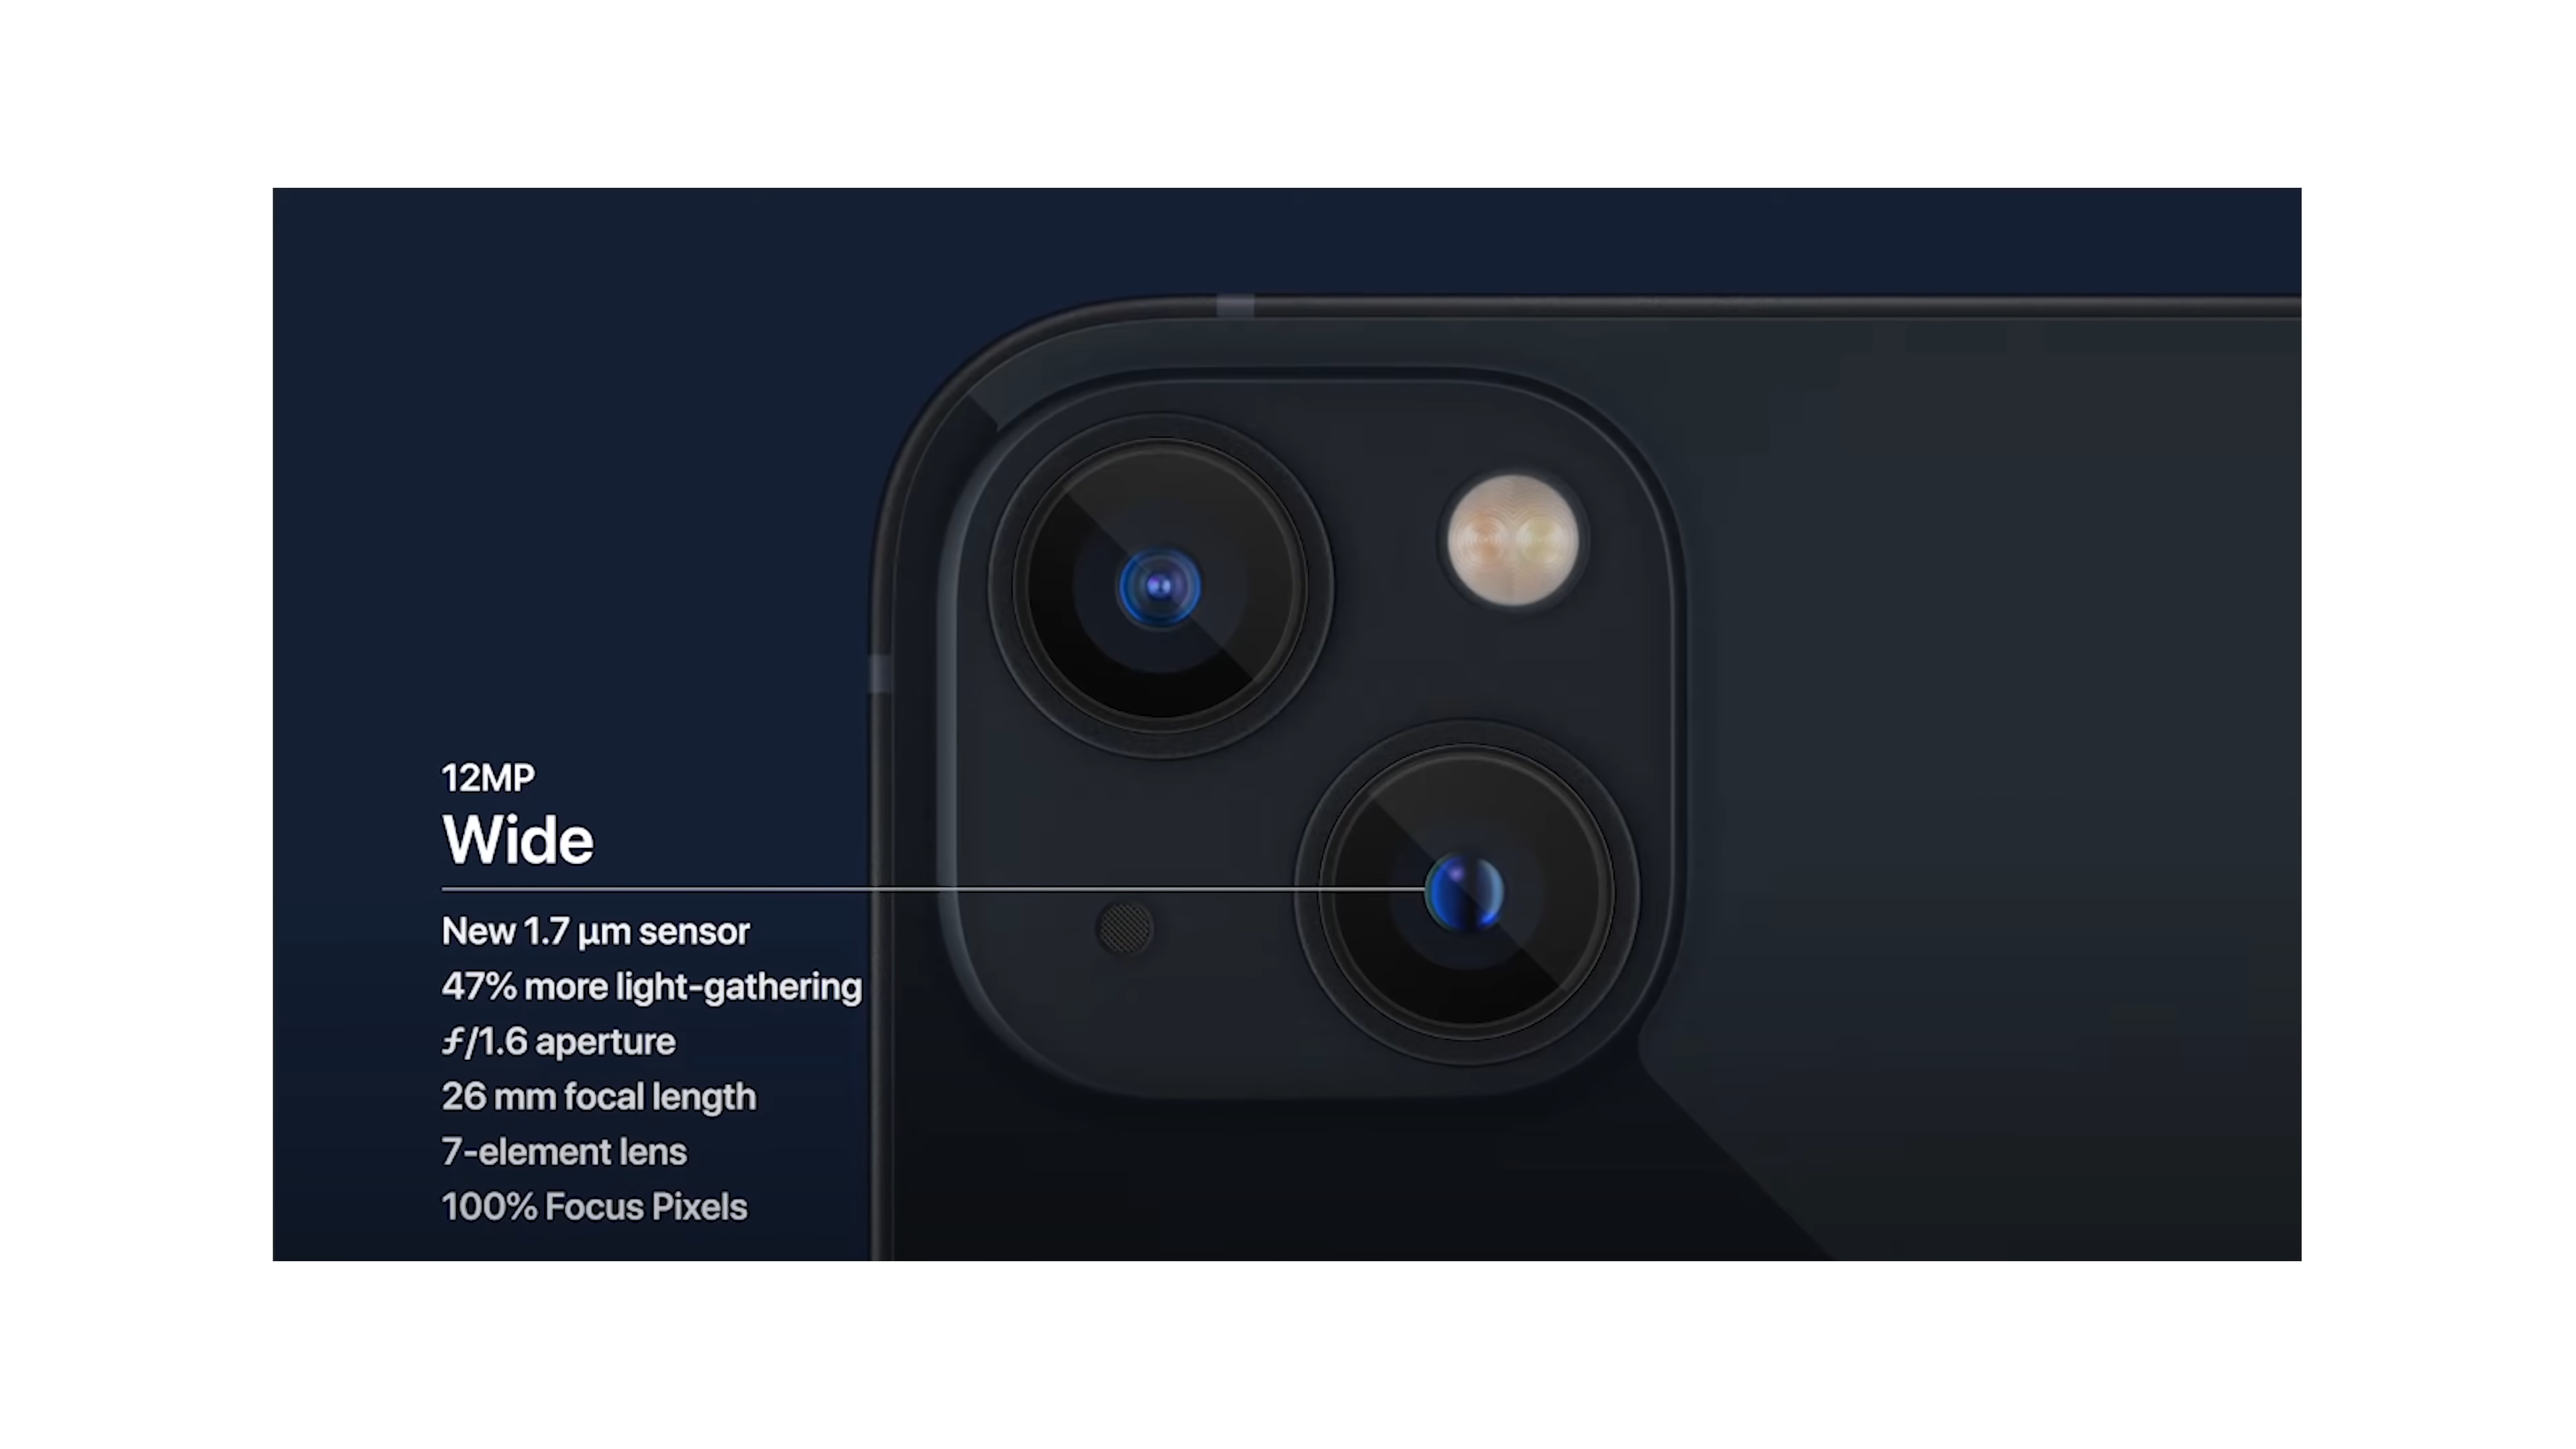 12MP
Wide
New 1.7 µm sensor
47% more light-gathering
ƒ/1.6 aperture
26 mm focal length
7-element lens
100% Focus Pixels